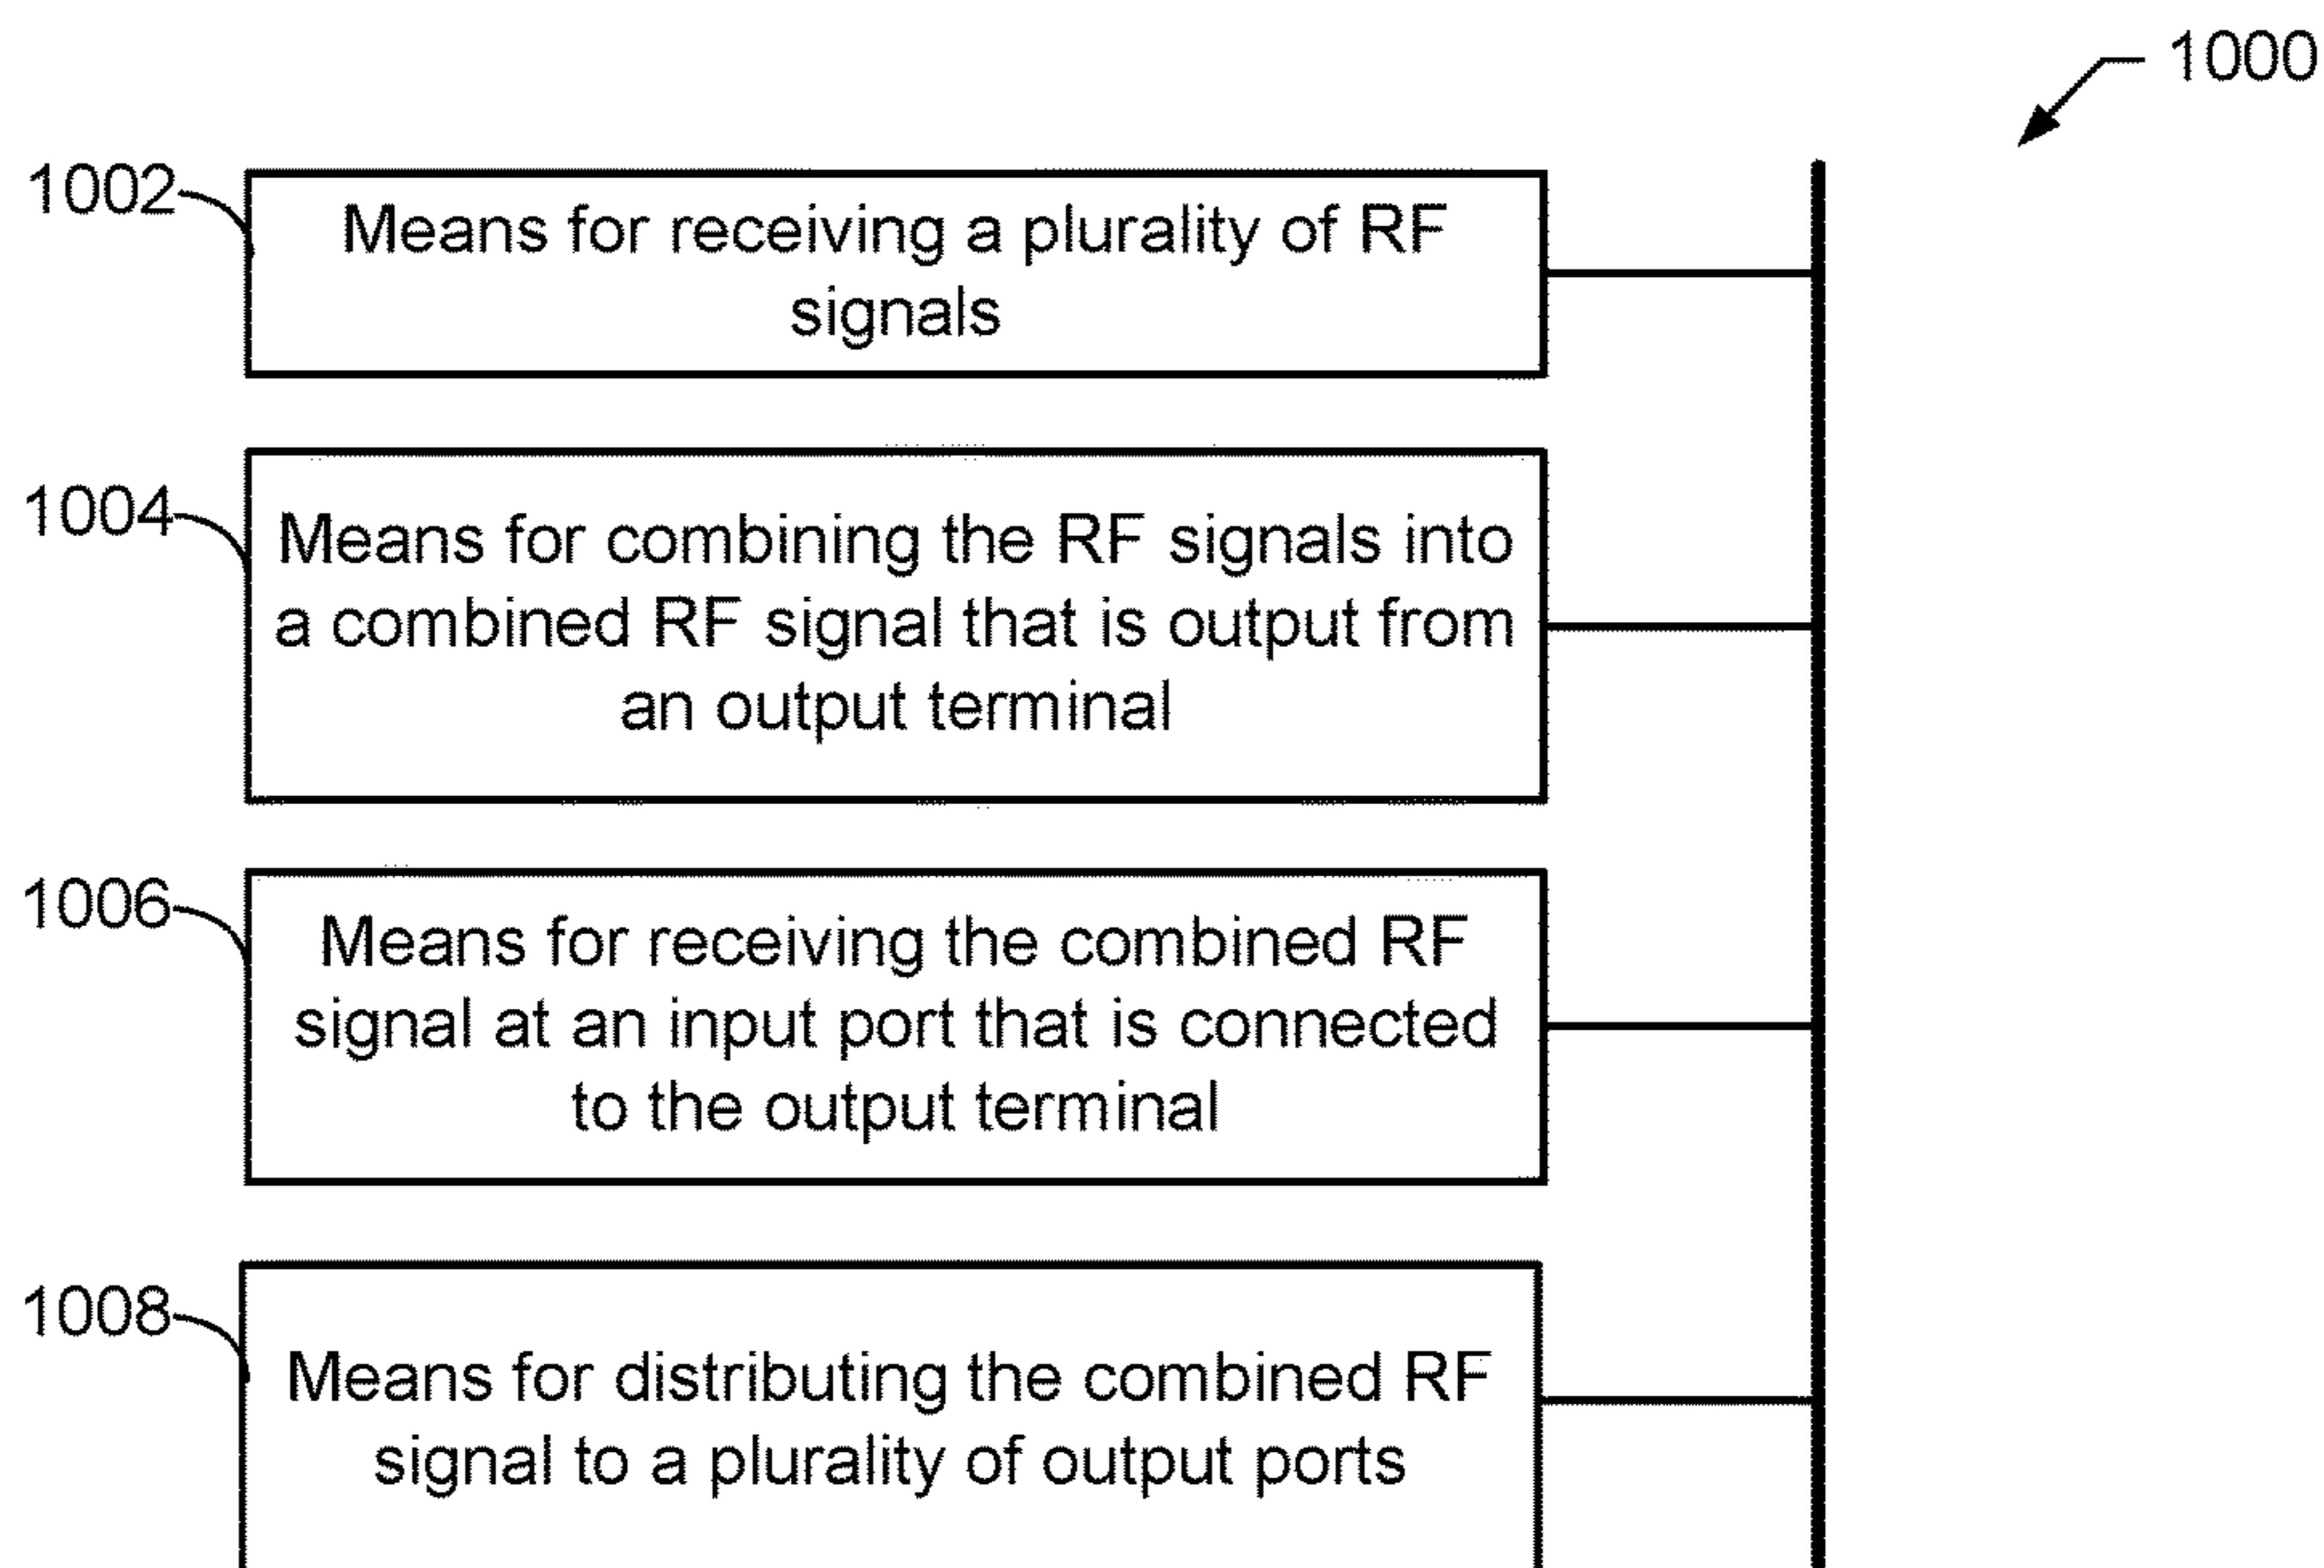 1000
1002
Means for receiving a plurality of RF
signals
1004
Means for combining the RF signals into
a combined RF signal that is output from
an output terminal
1006
Means for receiving the combined RF
signal at an input port that is connected
to the output terminal
1008
Means for distributing the combined RF
signal to a plurality of output ports